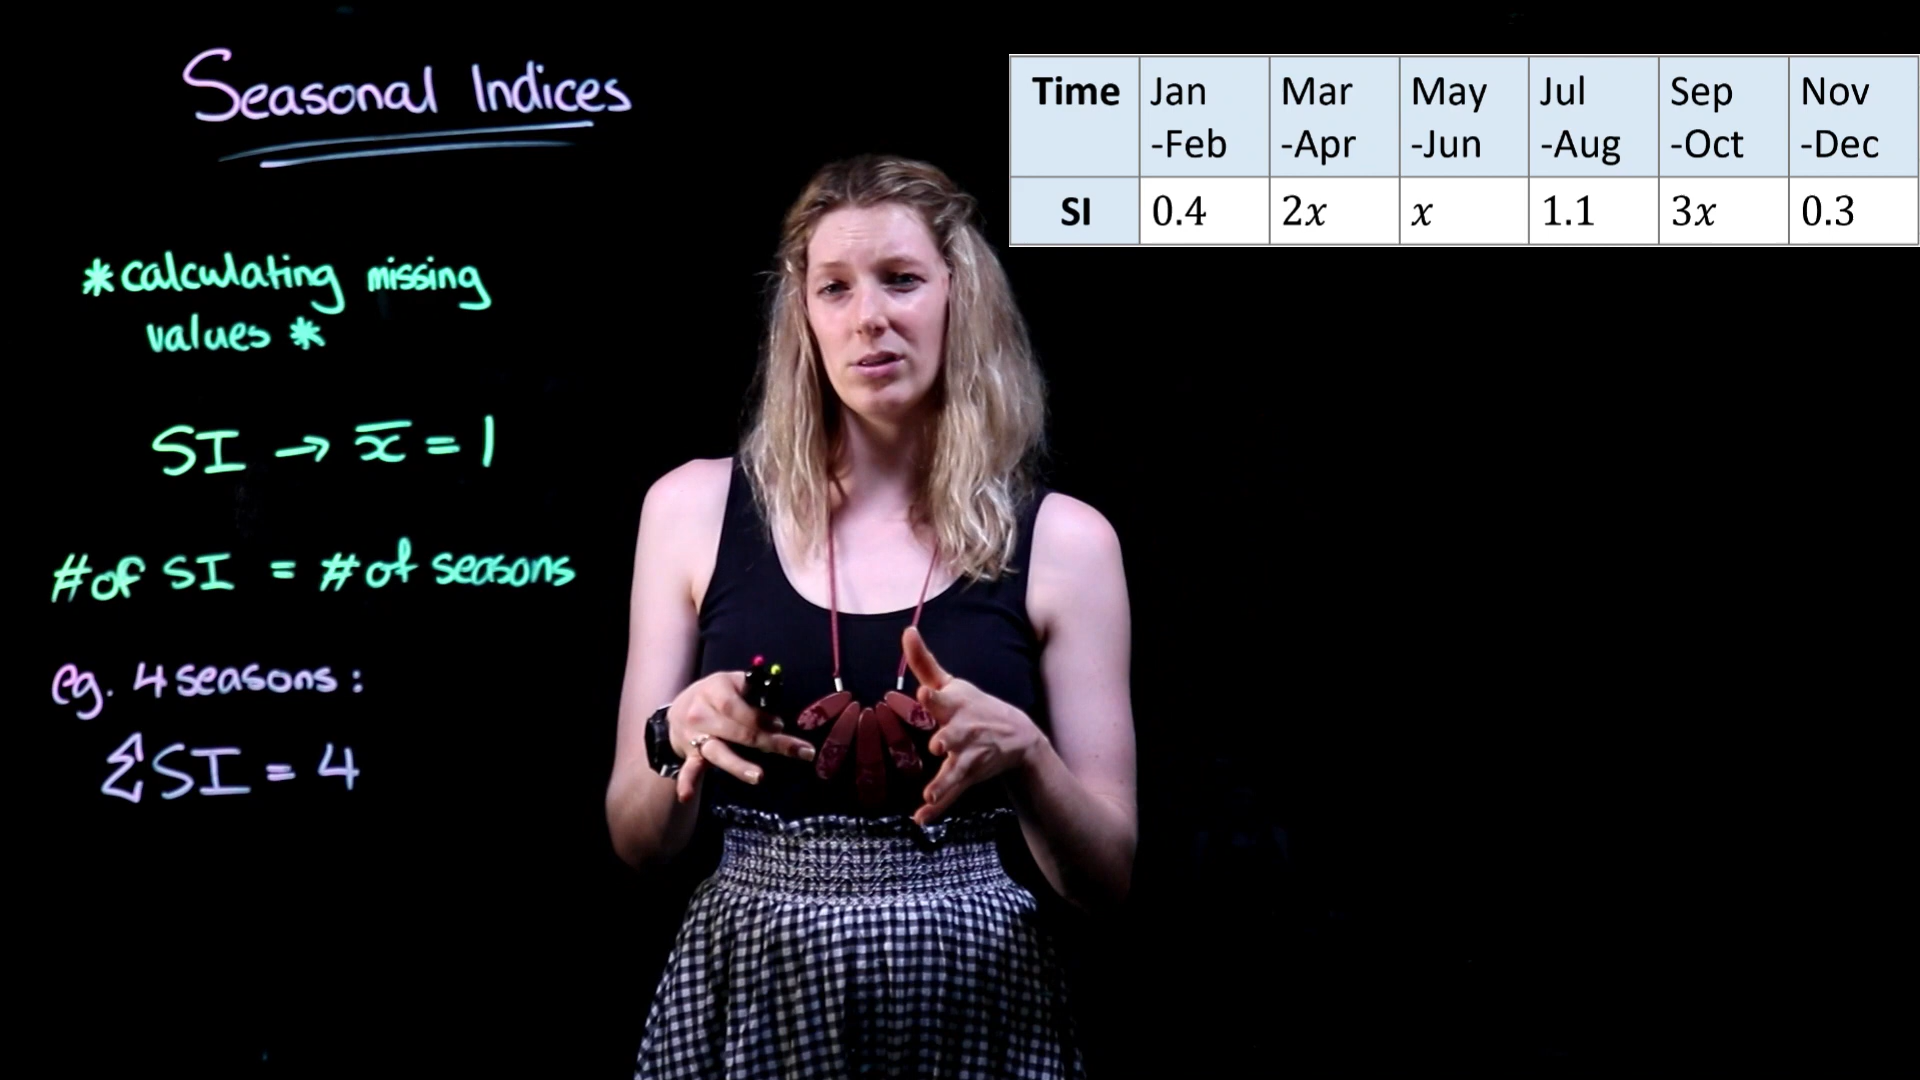 Seasonal Indices
*calculating missing
values *
SI → x̅ = 1
# of SI = # of seasons
eg. 4 seasons:
ΣSI = 4
Time Jan -Feb Mar -Apr May -Jun Jul -Aug Sep -Oct Nov -Dec
SI 0.4 2x x 1.1 3x 0.3